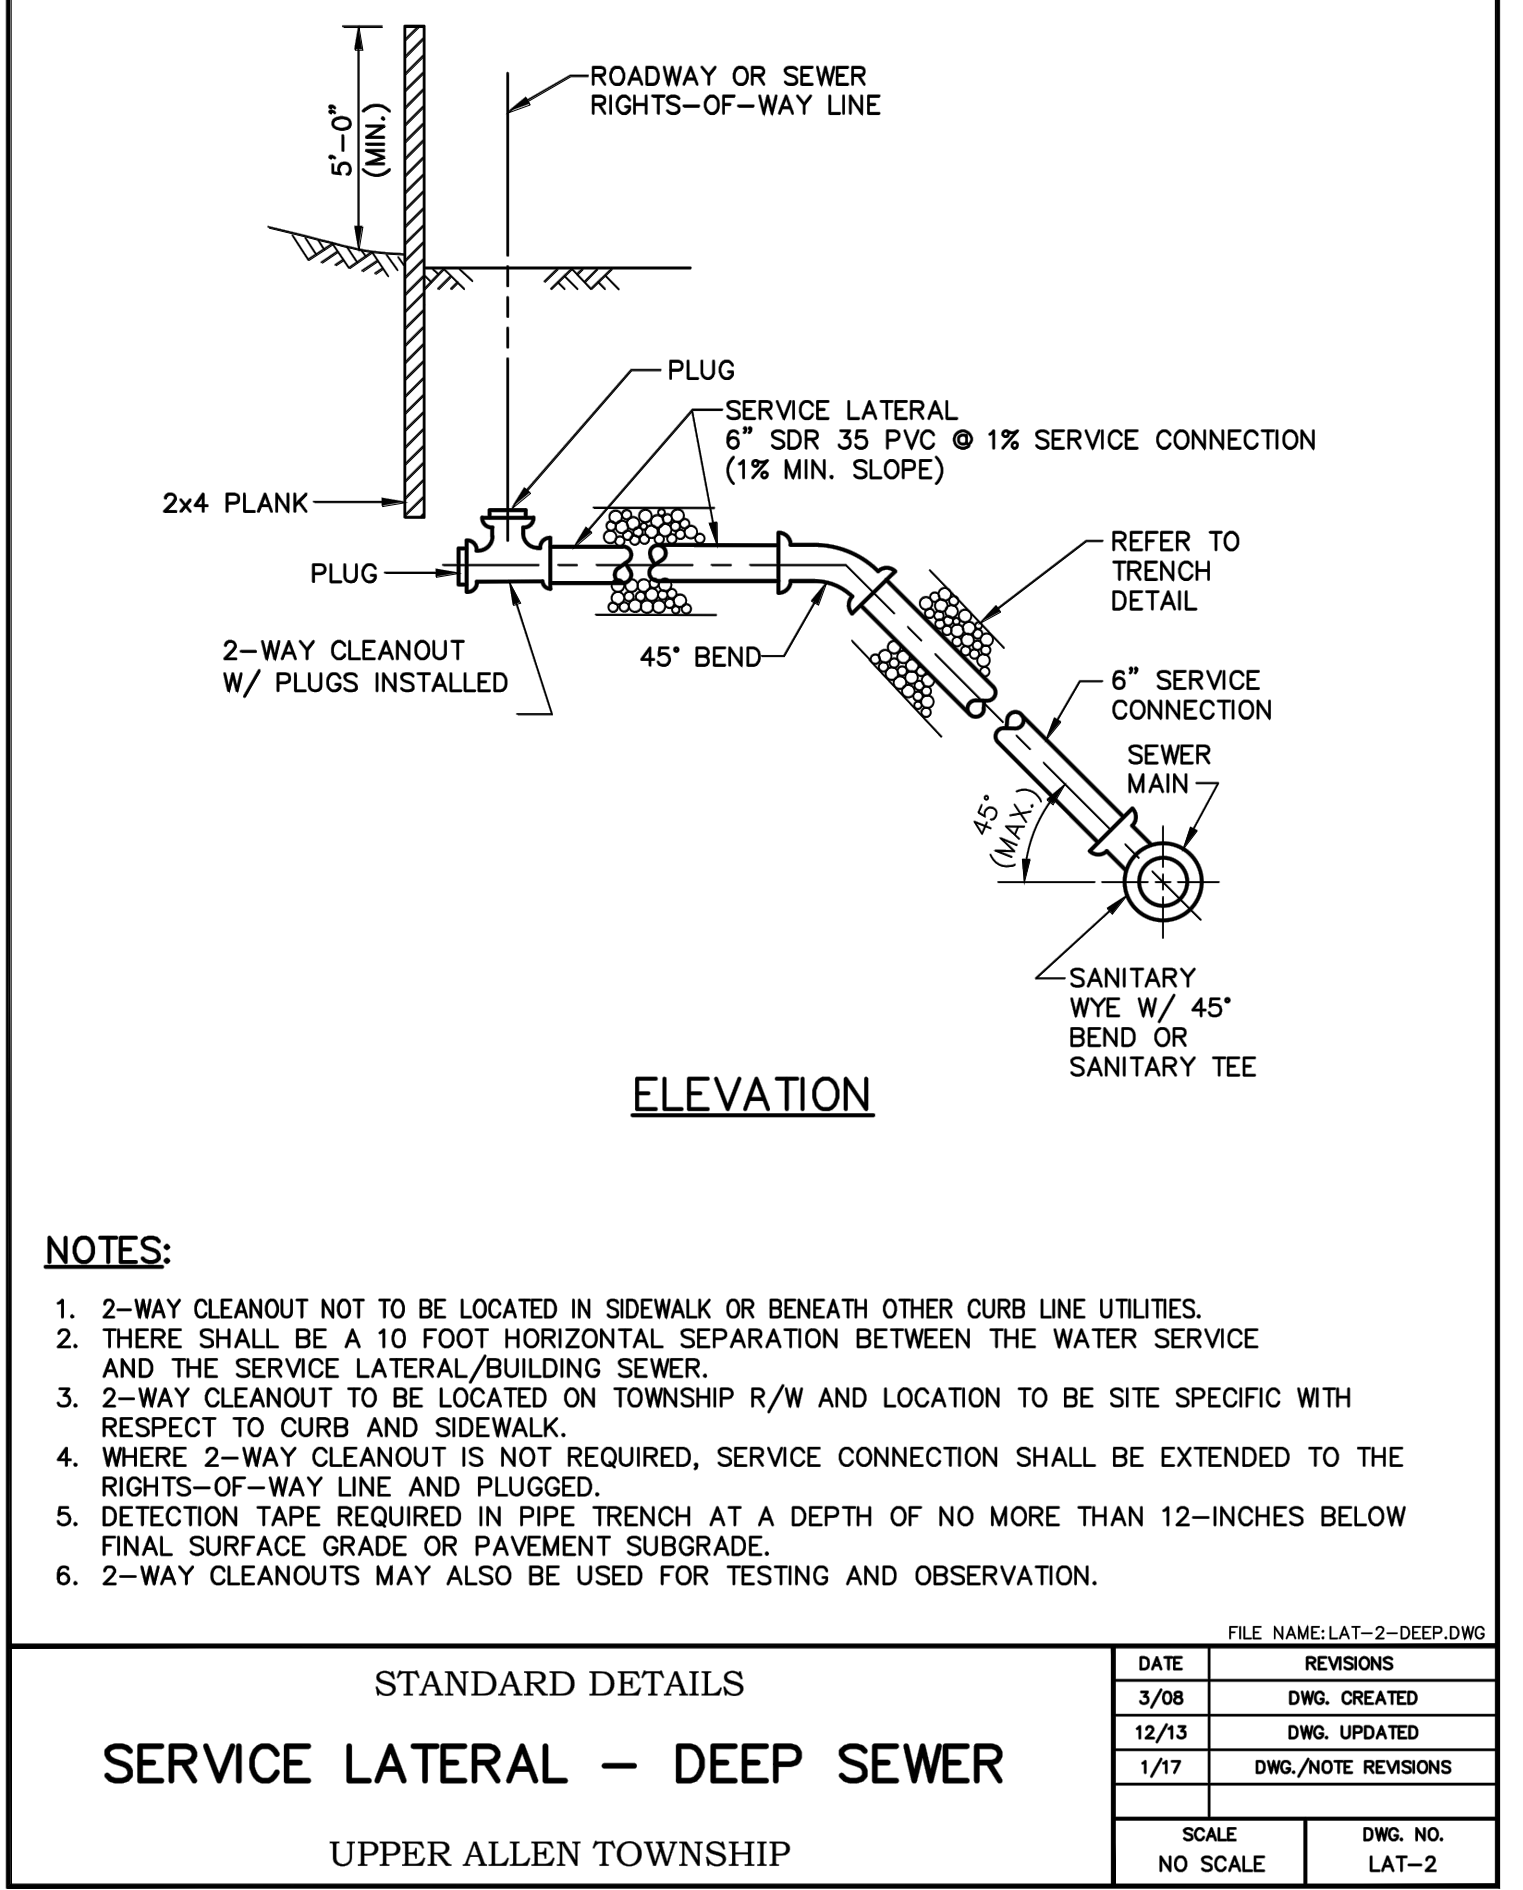 ROADWAY OR SEWER
RIGHTS-OF-WAY LINE
5'-0"
(MIN.)
PLUG
SERVICE LATERAL
6" SDR 35 PVC @ 1% SERVICE CONNECTION
(1% MIN. SLOPE)
2x4 PLANK
REFER TO
TRENCH
DETAIL
PLUG
2-WAY CLEANOUT
W/ PLUGS INSTALLED
45° BEND
6" SERVICE
CONNECTION
SEWER
MAIN
45°
(MAX.)
SANITARY
WYE W/ 45°
BEND OR
SANITARY TEE
ELEVATION
NOTES:
1. 2-WAY CLEANOUT NOT TO BE LOCATED IN SIDEWALK OR BENEATH OTHER CURB LINE UTILITIES.
2. THERE SHALL BE A 10 FOOT HORIZONTAL SEPARATION BETWEEN THE WATER SERVICE
AND THE SERVICE LATERAL/BUILDING SEWER.
3. 2-WAY CLEANOUT TO BE LOCATED ON TOWNSHIP R/W AND LOCATION TO BE SITE SPECIFIC WITH
RESPECT TO CURB AND SIDEWALK.
4. WHERE 2-WAY CLEANOUT IS NOT REQUIRED, SERVICE CONNECTION SHALL BE EXTENDED TO THE
RIGHTS-OF-WAY LINE AND PLUGGED.
5. DETECTION TAPE REQUIRED IN PIPE TRENCH AT A DEPTH OF NO MORE THAN 12-INCHES BELOW
FINAL SURFACE GRADE OR PAVEMENT SUBGRADE.
6. 2-WAY CLEANOUTS MAY ALSO BE USED FOR TESTING AND OBSERVATION.
FILE NAME: LAT-2-DEEP.DWG
STANDARD DETAILS
SERVICE LATERAL - DEEP SEWER
UPPER ALLEN TOWNSHIP
DATE REVISIONS
3/08 DWG. CREATED
12/13 DWG. UPDATED
1/17 DWG./NOTE REVISIONS
SCALE DWG. NO.
NO SCALE LAT-2